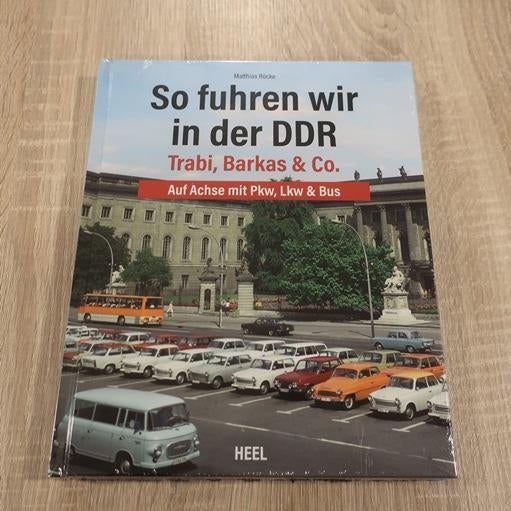 Matthias Röcke
So fuhren wir
in der DDR
Trabi, Barkas & Co.
Auf Achse mit Pkw, Lkw & Bus
HEEL